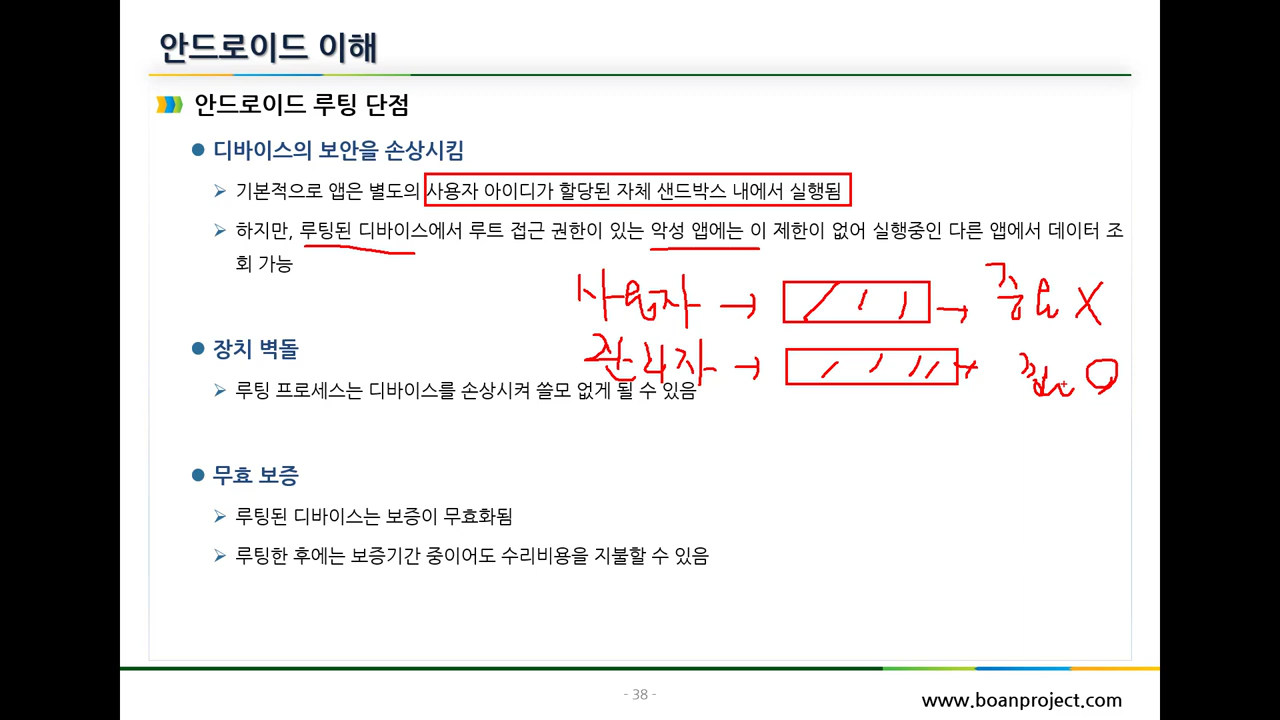 안드로이드 이해
안드로이드 루팅 단점
디바이스의 보안을 손상시킴
기본적으로 앱은 별도의 사용자 아이디가 할당된 자체 샌드박스 내에서 실행됨
하지만, 루팅된 디바이스에서 루트 접근 권한이 있는 악성 앱에는 이 제한이 없어 실행중인 다른 앱에서 데이터 조
회 가능
사용자 → → 중요 X
관리자 → → O
장치 벽돌
루팅 프로세스는 디바이스를 손상시켜 쓸모 없게 될 수 있음
무효 보증
루팅된 디바이스는 보증이 무효화됨
루팅한 후에는 보증기간 중이어도 수리비용을 지불할 수 있음
- 38 -
www.boanproject.com